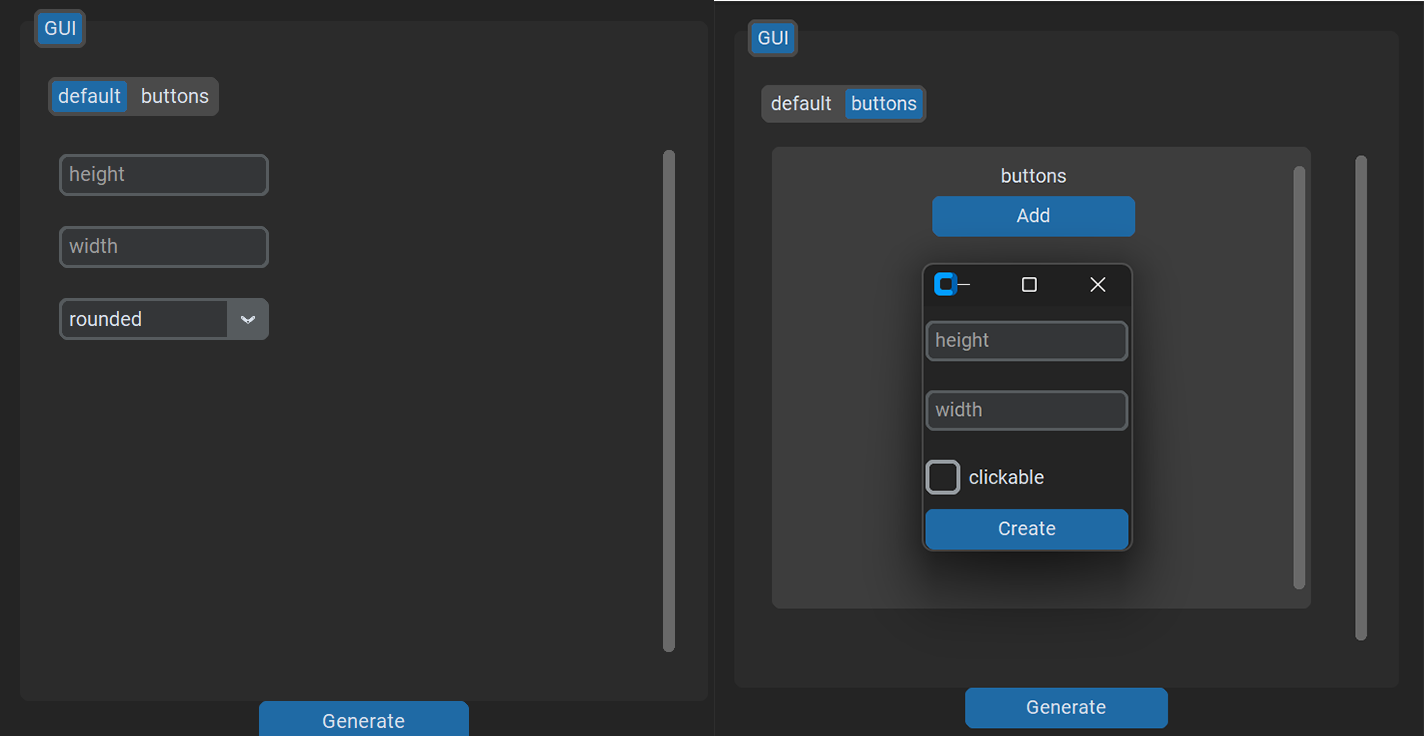 GUI
default buttons
height
width
rounded
Generate
GUI
default buttons
buttons
Add
height
width
clickable
Create
Generate